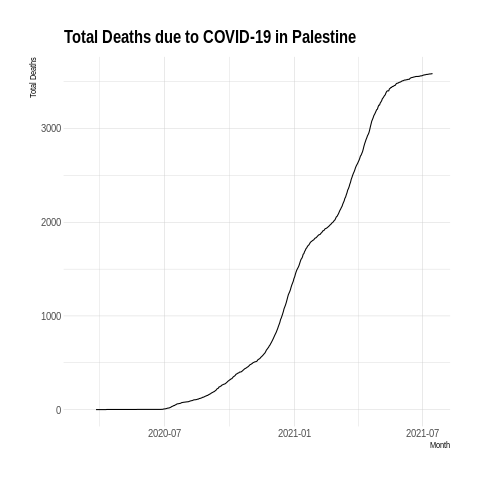 Total Deaths due to COVID-19 in Palestine
Total Deaths
3000
2000
1000
0
2020-07 2021-01 2021-07
Month